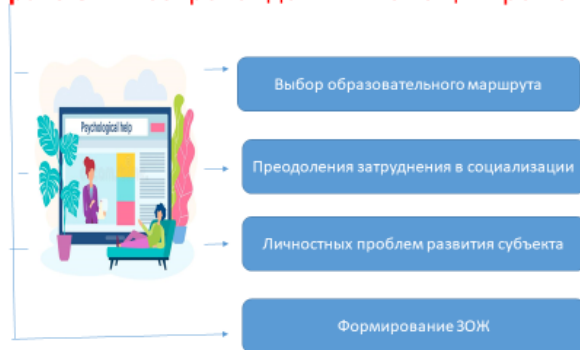 Psychological help
Выбор образовательного маршрута
Преодоления затруднения в социализации
Личностных проблем развития субъекта
Формирование ЗОЖ